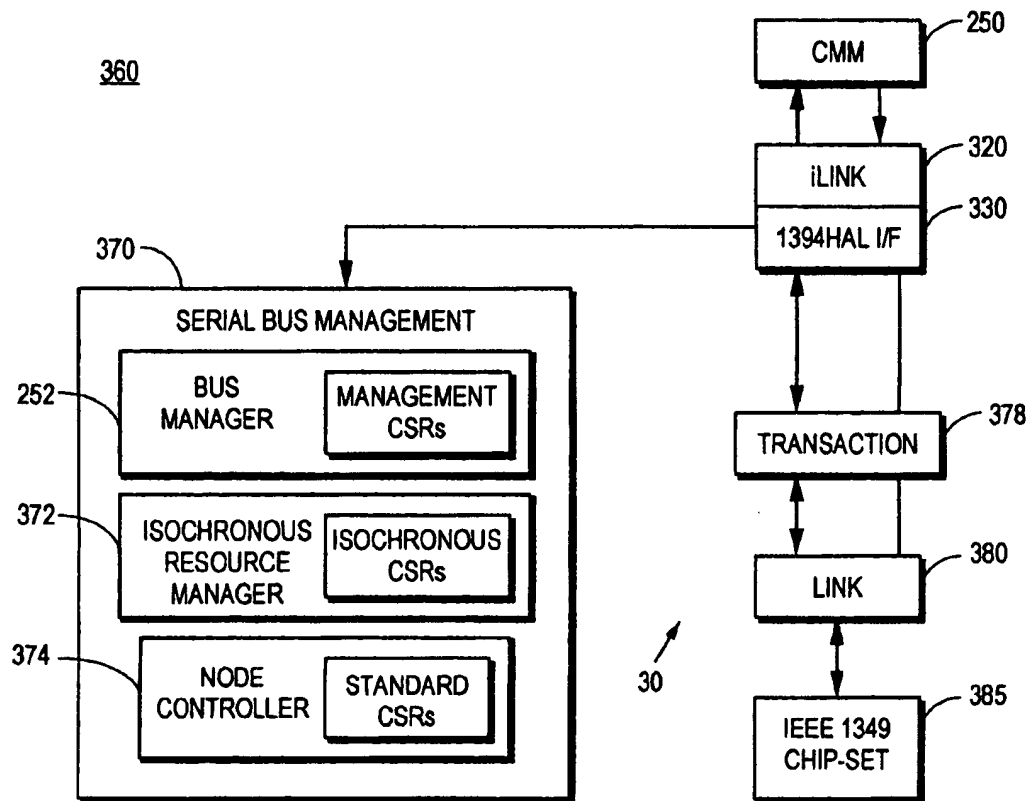 360
250
CMM
320
iLINK
330
1394HAL I/F
370
SERIAL BUS MANAGEMENT
252
BUS
MANAGER
MANAGEMENT
CSRs
378
TRANSACTION
372
ISOCHRONOUS
RESOURCE
MANAGER
ISOCHRONOUS
CSRs
380
LINK
374
NODE
CONTROLLER
STANDARD
CSRs
30
385
IEEE 1349
CHIP-SET